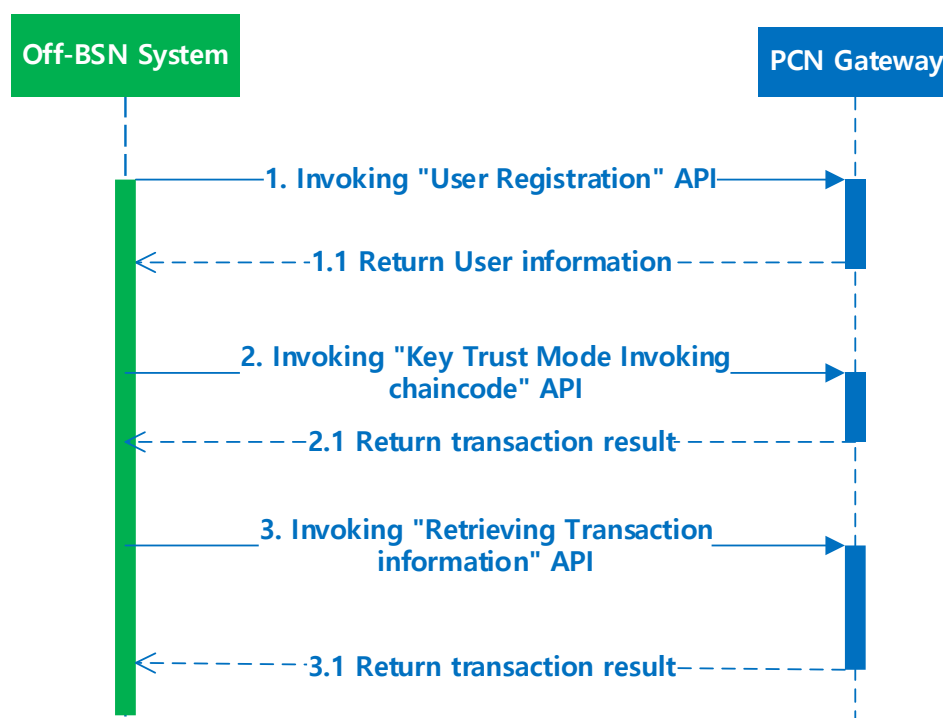 Off-BSN System
PCN Gateway
1. Invoking "User Registration" API
1.1 Return User information
2. Invoking "Key Trust Mode Invoking
chaincode" API
2.1 Return transaction result
3. Invoking "Retrieving Transaction
information" API
3.1 Return transaction result